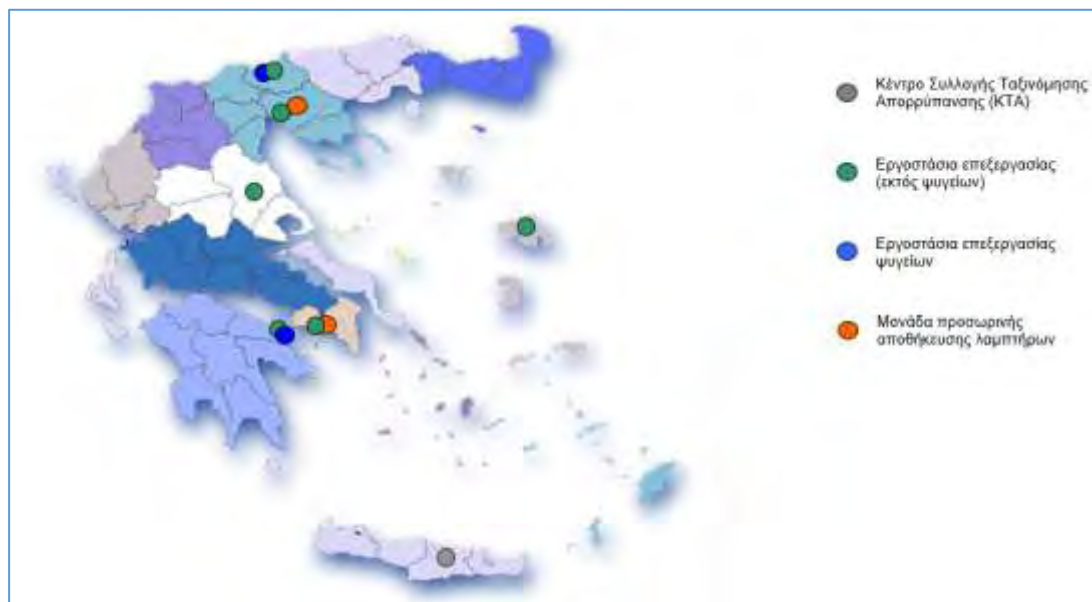 Κέντρο Συλλογής Ταξινόμησης
Απορρύπανσης (ΚΤΑ)
Εργοστάσια επεξεργασίας
(εκτός ψυγείων)
Εργοστάσια επεξεργασίας
ψυγείων
Μονάδα προσωρινής
αποθήκευσης λαμπτήρων